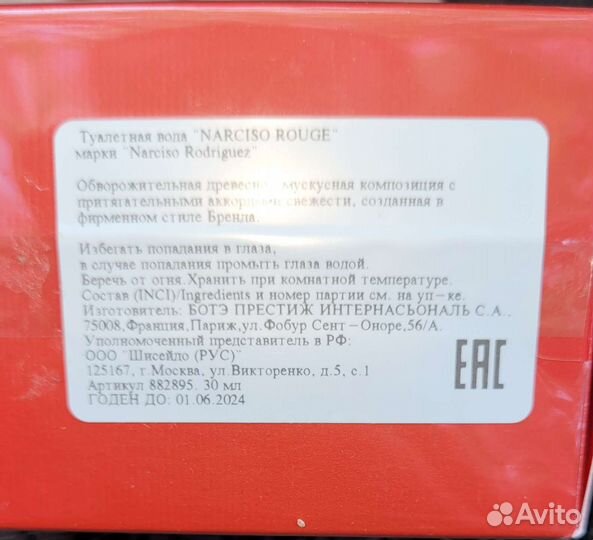 Туалетная вода "NARCISO ROUGE"
марки "Narciso Rodriguez"
Обворожительная древесно мускусная композиция с
притягательными аккордами свежести, созданная в
фирменном стиле Бренда.
Избегать попадания в глаза,
в случае попадания промыть глаза водой.
Беречь от огня. Хранить при комнатной температуре.
Состав (INCI)/Ingredients и номер партии см. на уп-ке.
Изготовитель: БОТЭ ПРЕСТИЖ ИНТЕРНАСЬОНАЛЬ С.А.,
75008, Франция, Париж, ул. Фобур Сент - Оноре, 56/А.
Уполномоченный представитель в РФ:
ООО "Шисейдо (РУС)"
125167, г.Москва, ул.Викторенко, д.5, с.1
Артикул 882895. 30 мл
ГОДЕН ДО: 01.06.2024
EAC
Avito